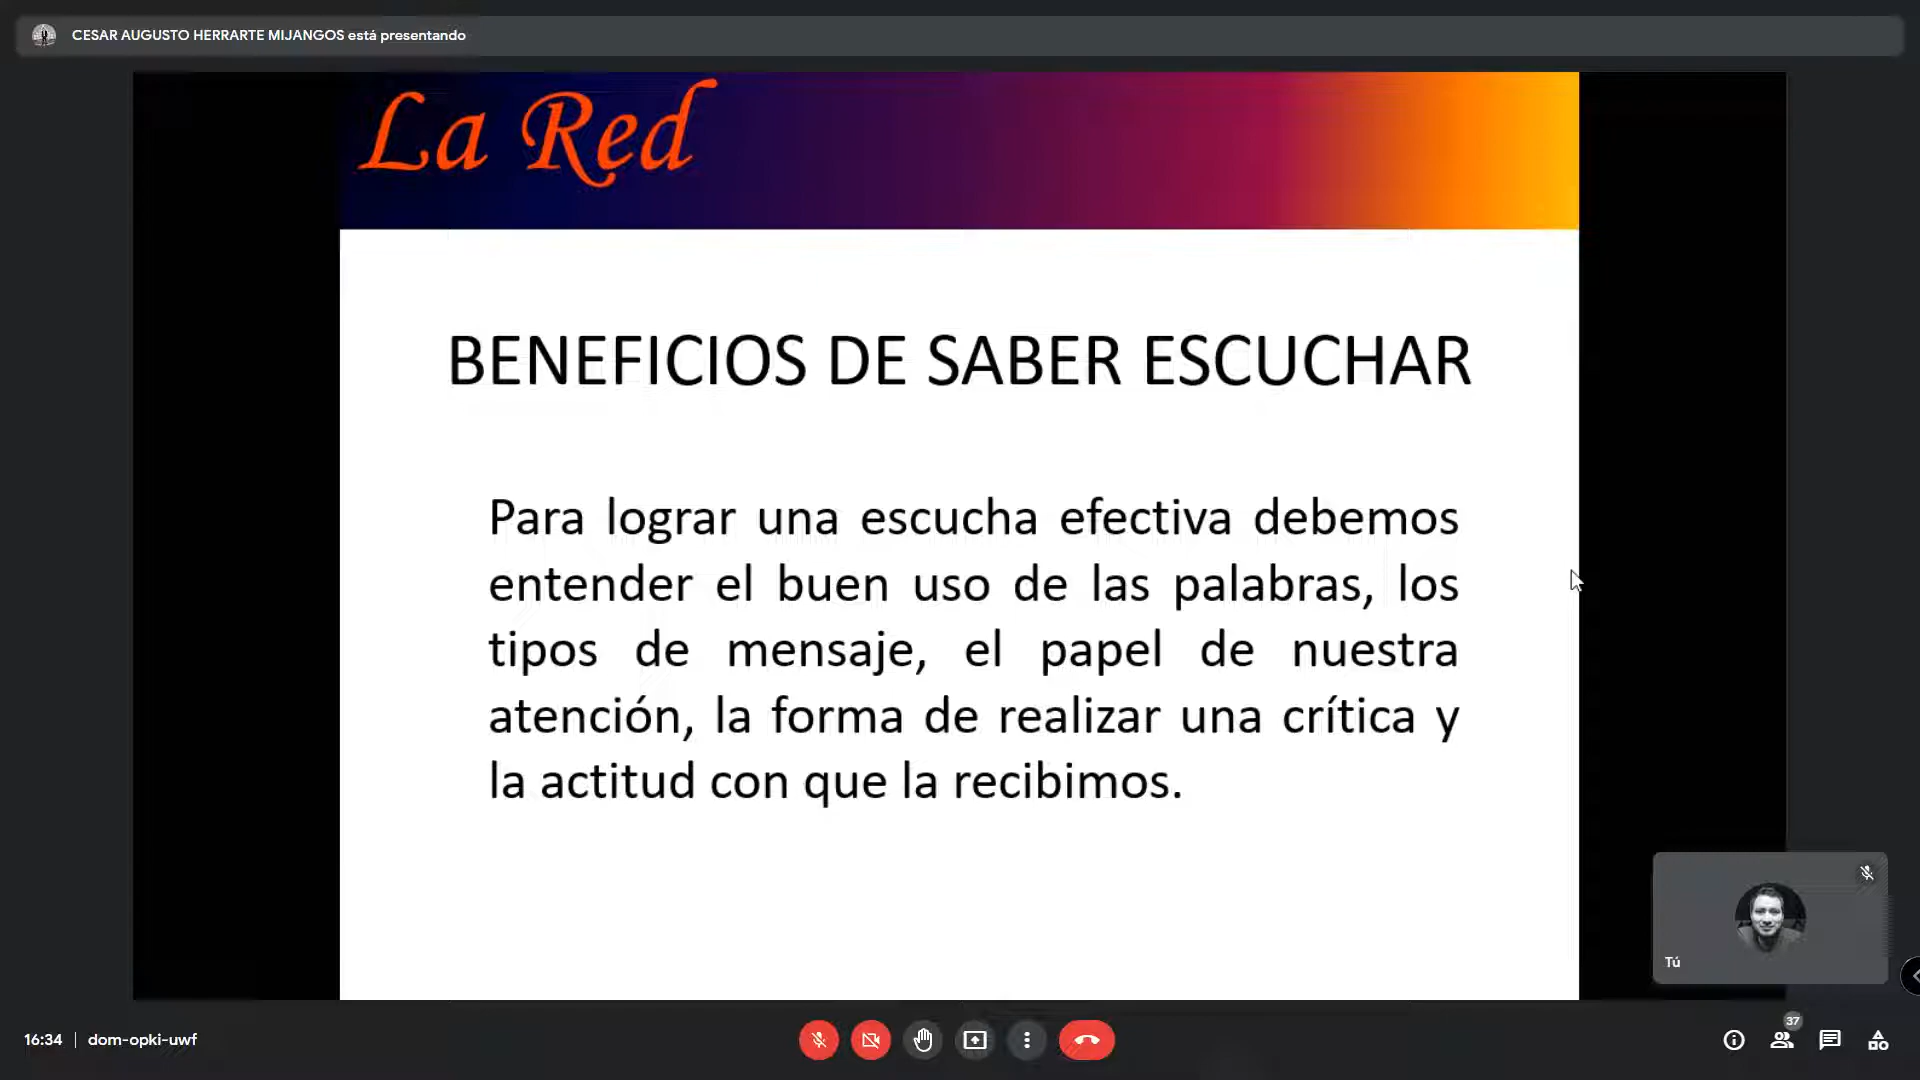 CESAR AUGUSTO HERRARTE MIJANGOS está presentando
La Red
BENEFICIOS DE SABER ESCUCHAR
Para lograr una escucha efectiva debemos
entender el buen uso de las palabras, los
tipos de mensaje, el papel de nuestra
atención, la forma de realizar una crítica y
la actitud con que la recibimos.
Tú
16:34 | dom-opki-uwf
37